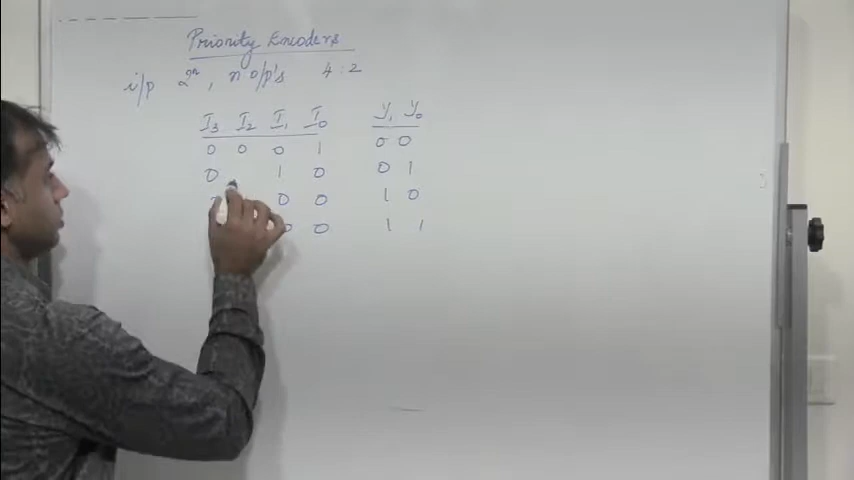 Priority Encoders
i/p 2ⁿ, n o/p's 4:2
I₃ I₂ I₁ I₀ Y₁ Y₀
0 0 0 1 0 0
0 1 0 0 1
0 0 1 0
0 0 1 1